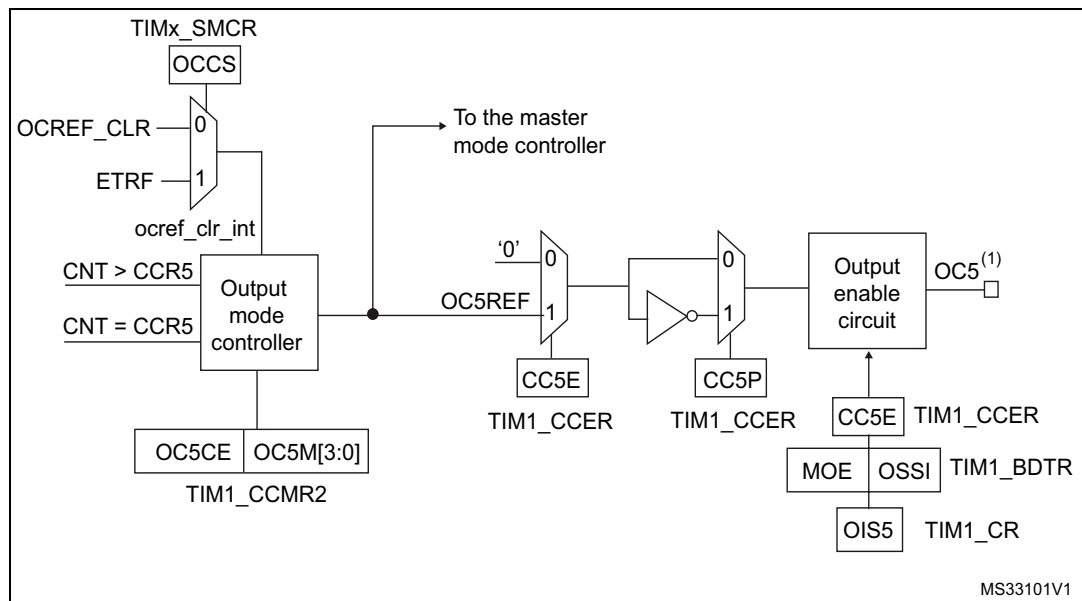 TIMx_SMCR
OCCS
OCREF_CLR
0
ETRF
1
ocref_clr_int
To the master
mode controller
CNT > CCR5
CNT = CCR5
Output
mode
controller
OC5REF
‘0’
0
1
0
1
Output
enable
circuit
OC5 (1)
CC5E
TIM1_CCER
CC5P
TIM1_CCER
OC5CE
OC5M[3:0]
TIM1_CCMR2
CC5E
TIM1_CCER
MOE
OSSI
TIM1_BDTR
OIS5
TIM1_CR
MS33101V1